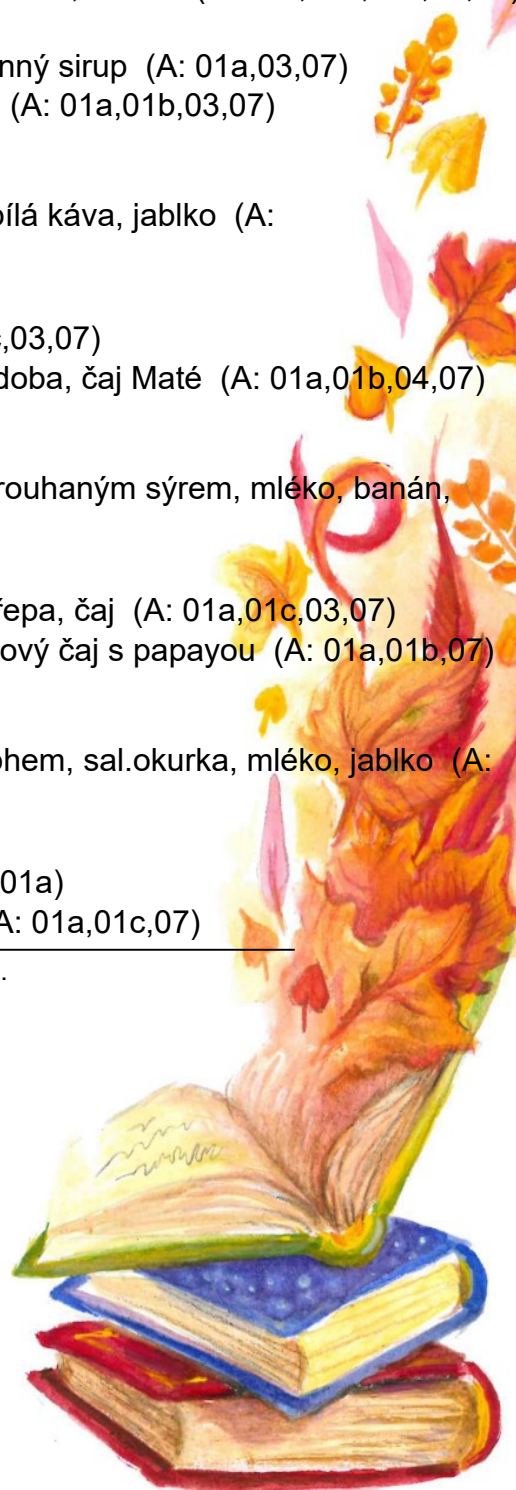 nný sirup (A: 01a,03,07)
(A: 01a,01b,03,07)
bílá káva, jablko (A:
,03,07)
doba, čaj Maté (A: 01a,01b,04,07)
rouhaným sýrem, mléko, banán,
řepa, čaj (A: 01a,01c,03,07)
ový čaj s papayou (A: 01a,01b,07)
ohem, sal.okurka, mléko, jablko (A:
01a)
A: 01a,01c,07)
.